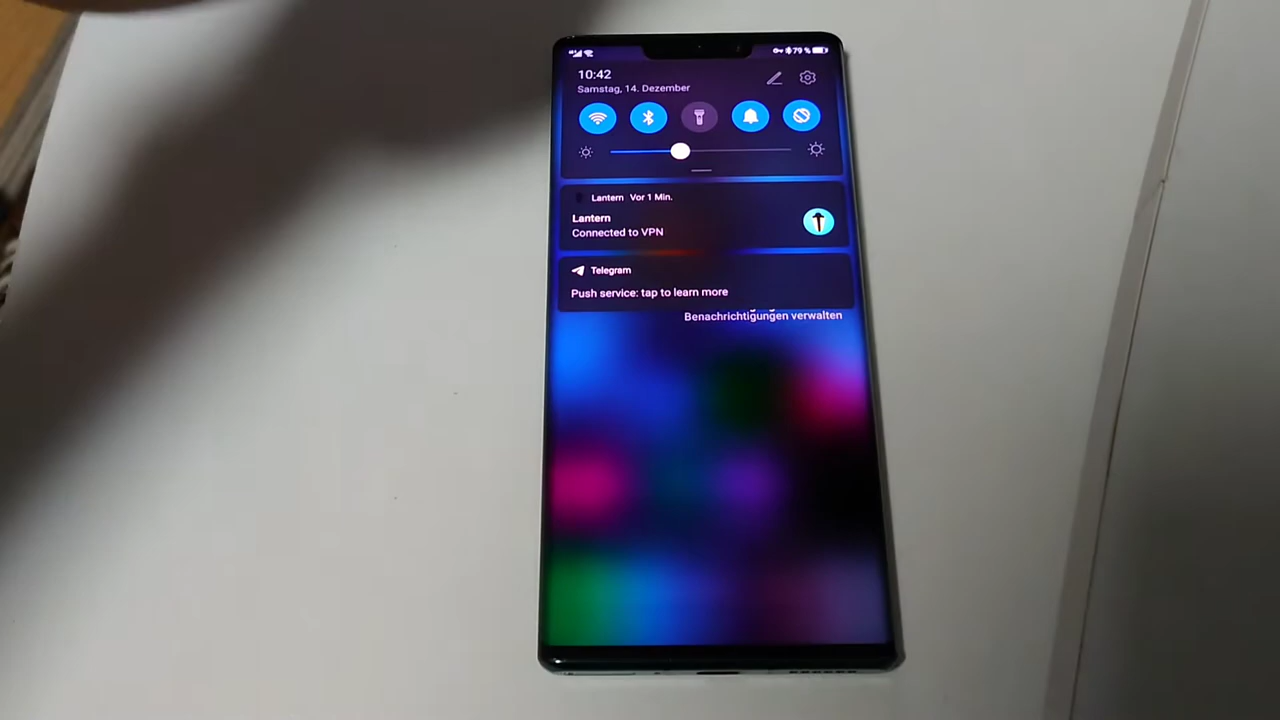 79 %
10:42
Samstag, 14. Dezember
Lantern Vor 1 Min.
Lantern
Connected to VPN
Telegram
Push service: tap to learn more
Benachrichtigungen verwalten